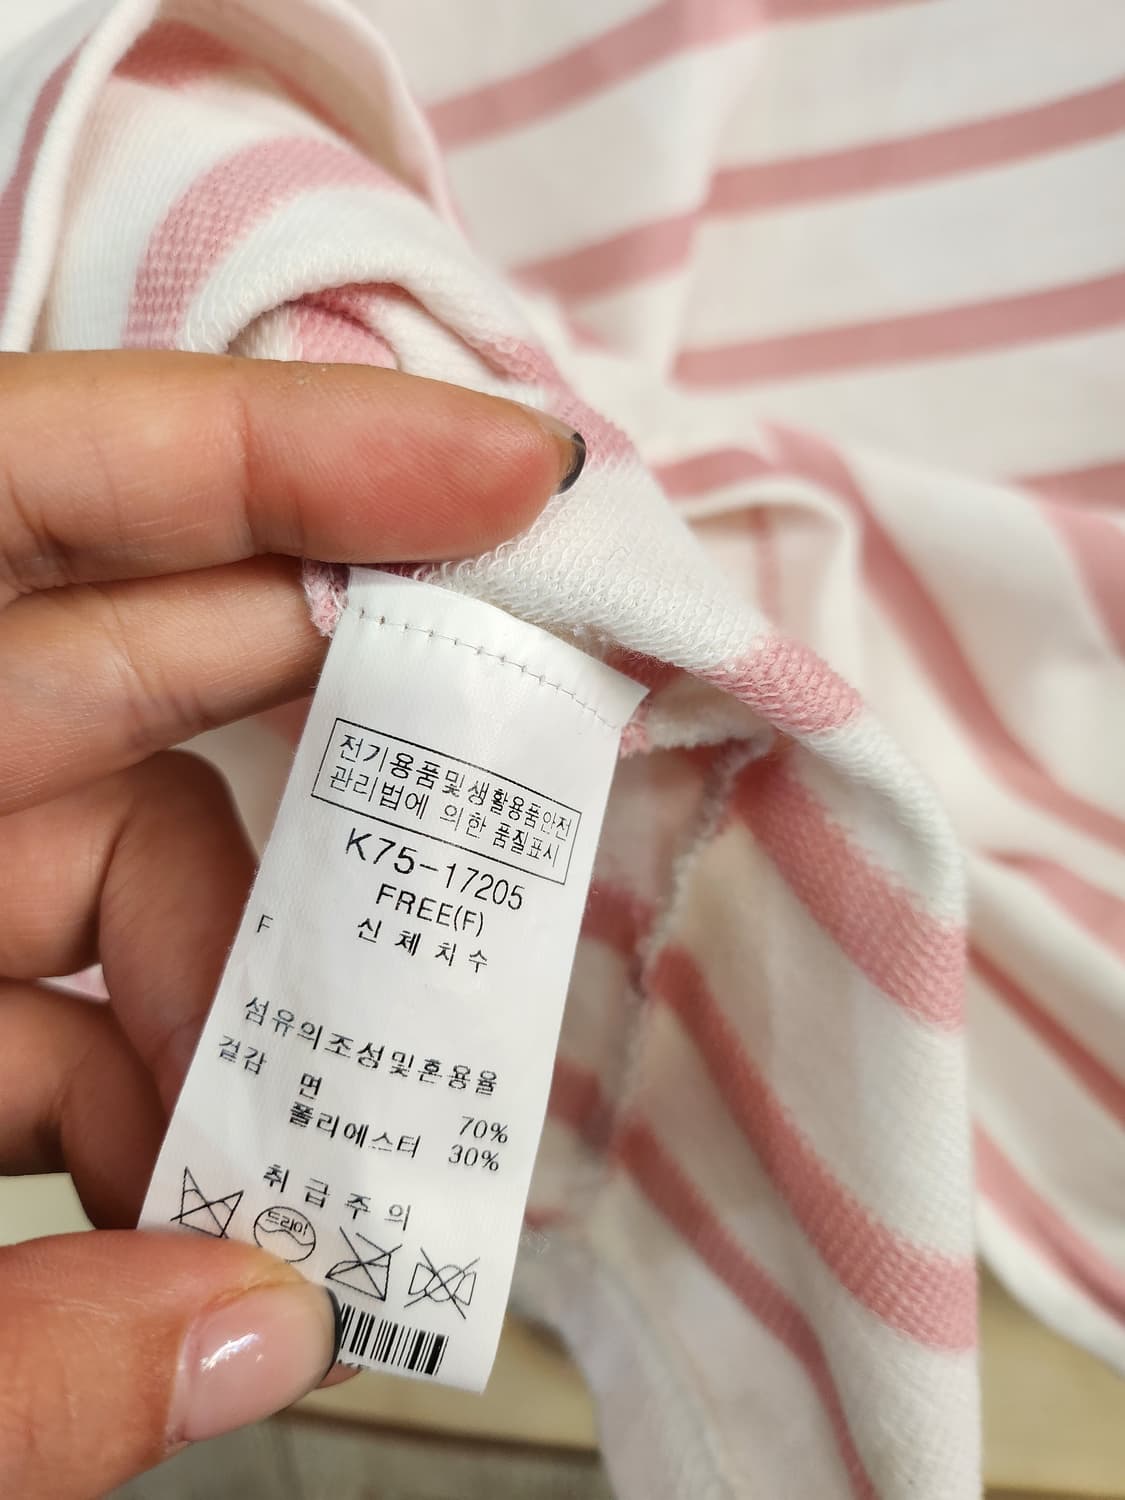 전기용품및생활용품안전
관리법에 의한 품질표시
K75-17205
FREE(F)
F 신체치수
섬유의조성및혼용율
겉감
면 70%
폴리에스터 30%
취급주의
드라이